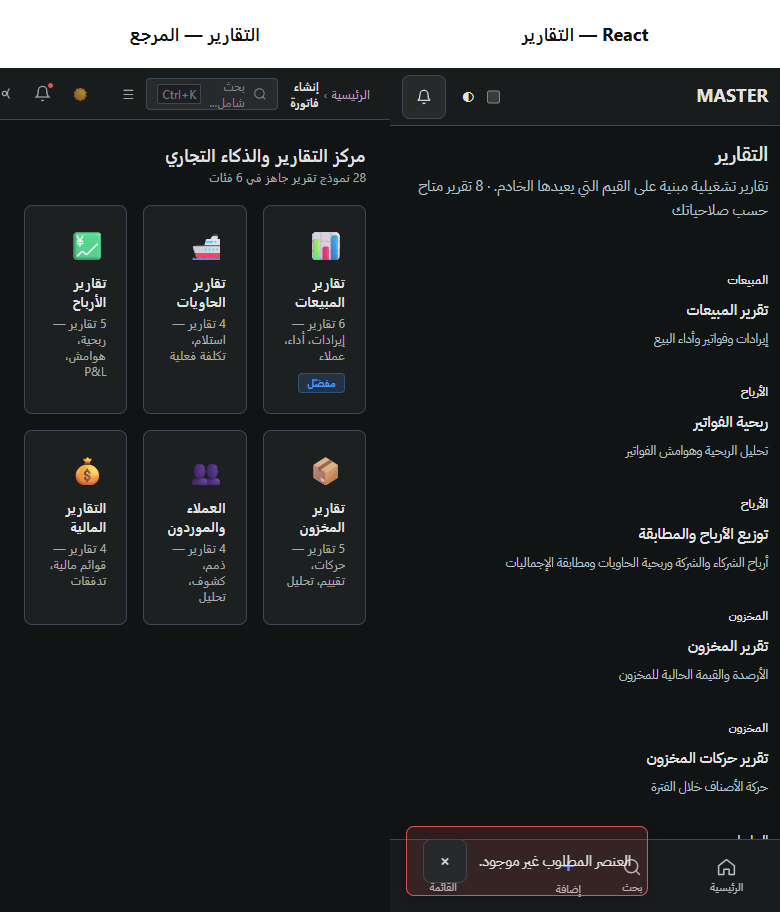 React — التقارير
MASTER
التقارير
تقارير تشغيلية مبنية على القيم التي يعيدها الخادم. · 8 تقرير متاح
حسب صلاحياتك
المبيعات
تقرير المبيعات
إيرادات وفواتير وأداء البيع
الأرباح
ربحية الفواتير
تحليل الربحية وهوامش الفواتير
الأرباح
توزيع الأرباح والمطابقة
أرباح الشركاء والشركة وربحية الحاويات ومطابقة الإجماليات
المخزون
تقرير المخزون
الأرصدة والقيمة الحالية للمخزون
المخزون
تقرير حركات المخزون
حركة الأصناف خلال الفترة
العنصر المطلوب غير موجود.
×
الرئيسية
بحث
إضافة
القائمة
التقارير — المرجع
الرئيسية › إنشاء
فاتورة
بحث
شامل...
Ctrl+K
مركز التقارير والذكاء التجاري
28 نموذج تقرير جاهز في 6 فئات
تقارير
المبيعات
6 تقارير —
إيرادات، أداء،
عملاء
مفضّل
تقارير
الحاويات
4 تقارير —
استلام،
تكلفة فعلية
تقارير
الأرباح
5 تقارير —
ربحية،
هوامش،
P&L
تقارير
المخزون
5 تقارير —
حركات،
تقييم، تحليل
العملاء
والموردون
4 تقارير —
ذمم،
كشوف،
تحليل
التقارير
المالية
4 تقارير —
قوائم مالية،
تدفقات